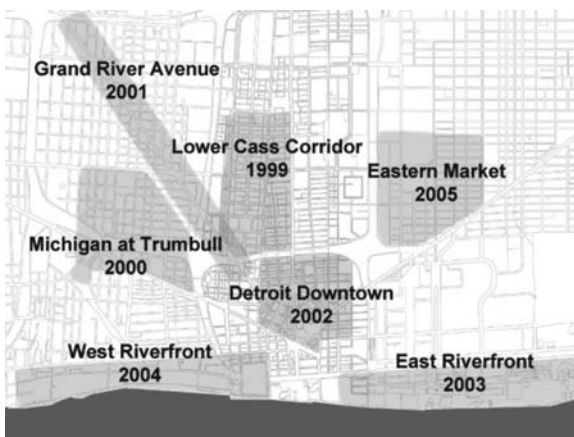 Grand River Avenue
2001
Lower Cass Corridor
1999
Eastern Market
2005
Michigan at Trumbull
2000
Detroit Downtown
2002
West Riverfront
2004
East Riverfront
2003